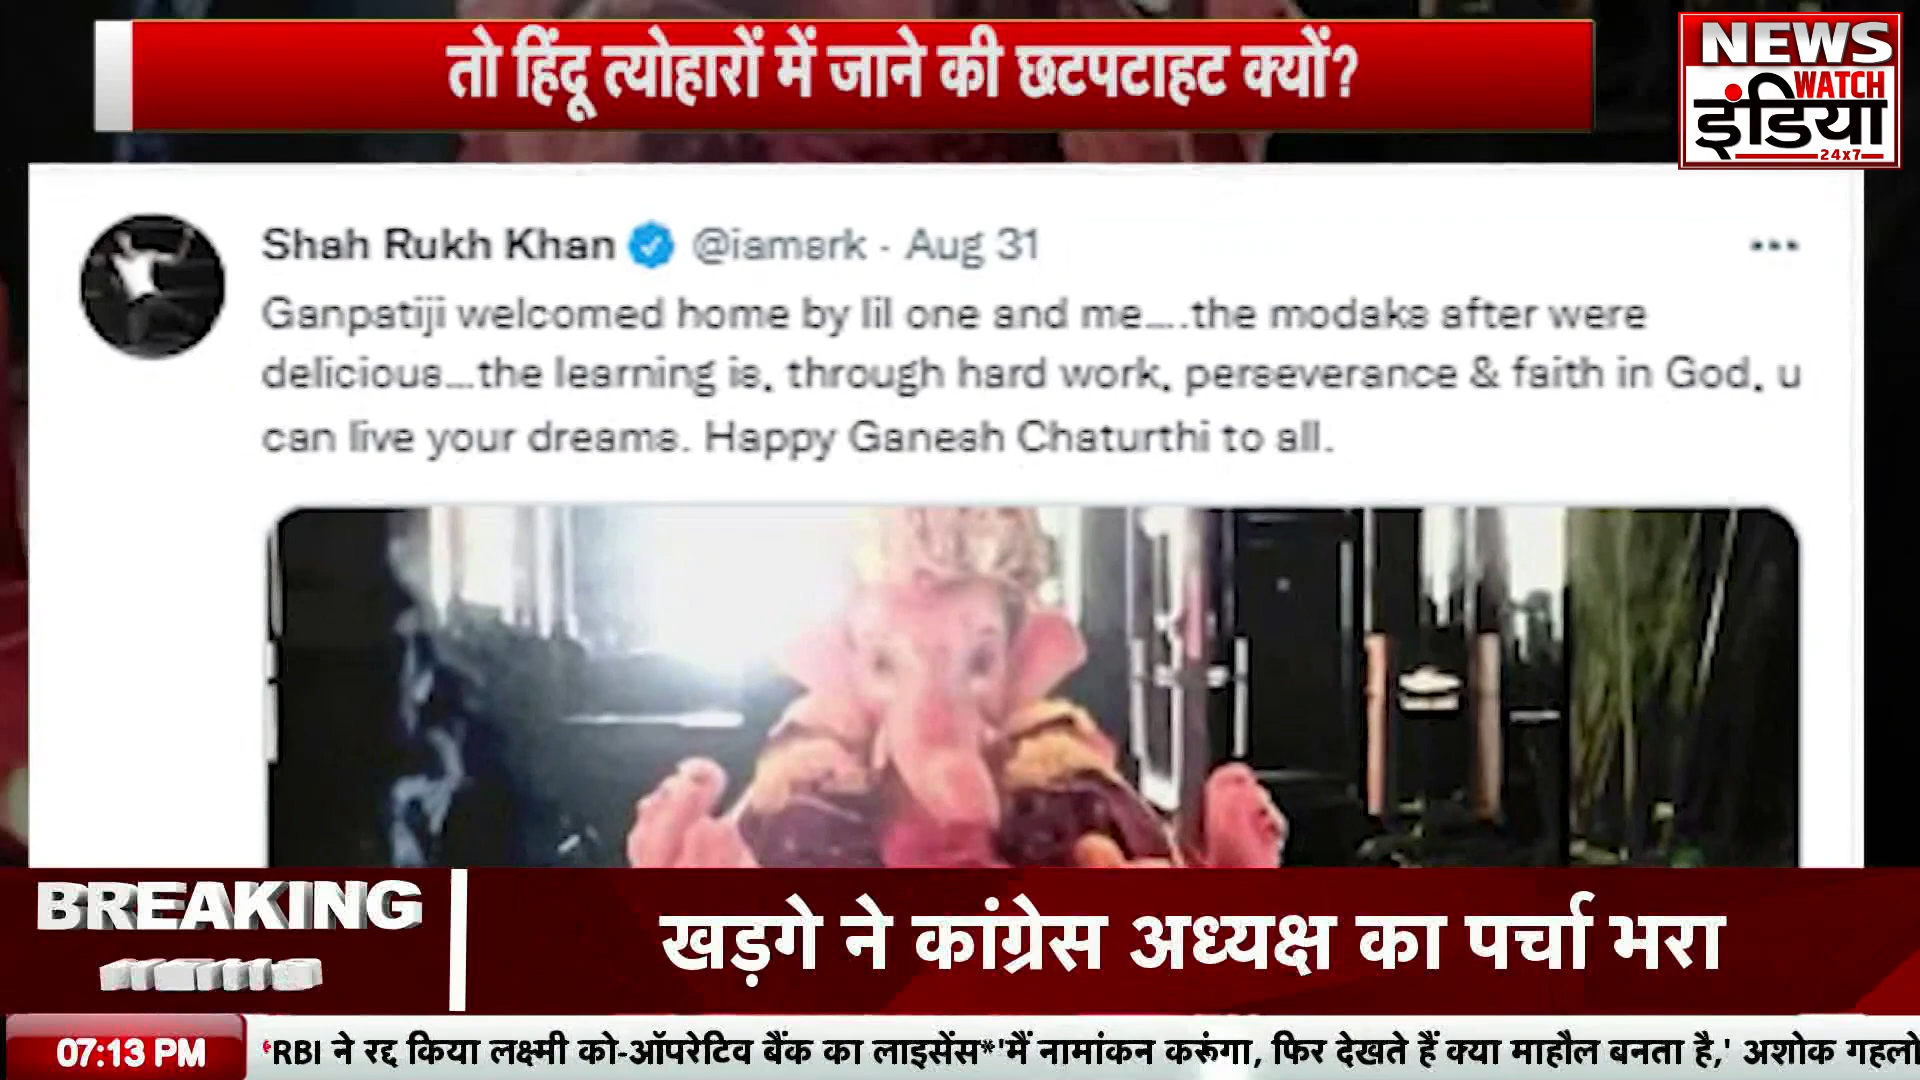 तो हिंदू त्योहारों में जाने की छटपटाहट क्यों?
NEWS
WATCH
इंडिया
24x7
Shah Rukh Khan @iamsrk · Aug 31
Ganpatiji welcomed home by lil one and me....the modaks after were
delicious...the learning is, through hard work, perseverance & faith in God, u
can live your dreams. Happy Ganesh Chaturthi to all.
BREAKING
खड़गे ने कांग्रेस अध्यक्ष का पर्चा भरा
07:13 PM
RBI ने रद्द किया लक्ष्मी को-ऑपरेटिव बैंक का लाइसेंस*'मैं नामांकन करूंगा, फिर देखते हैं क्या माहौल बनता है,' अशोक गहलो